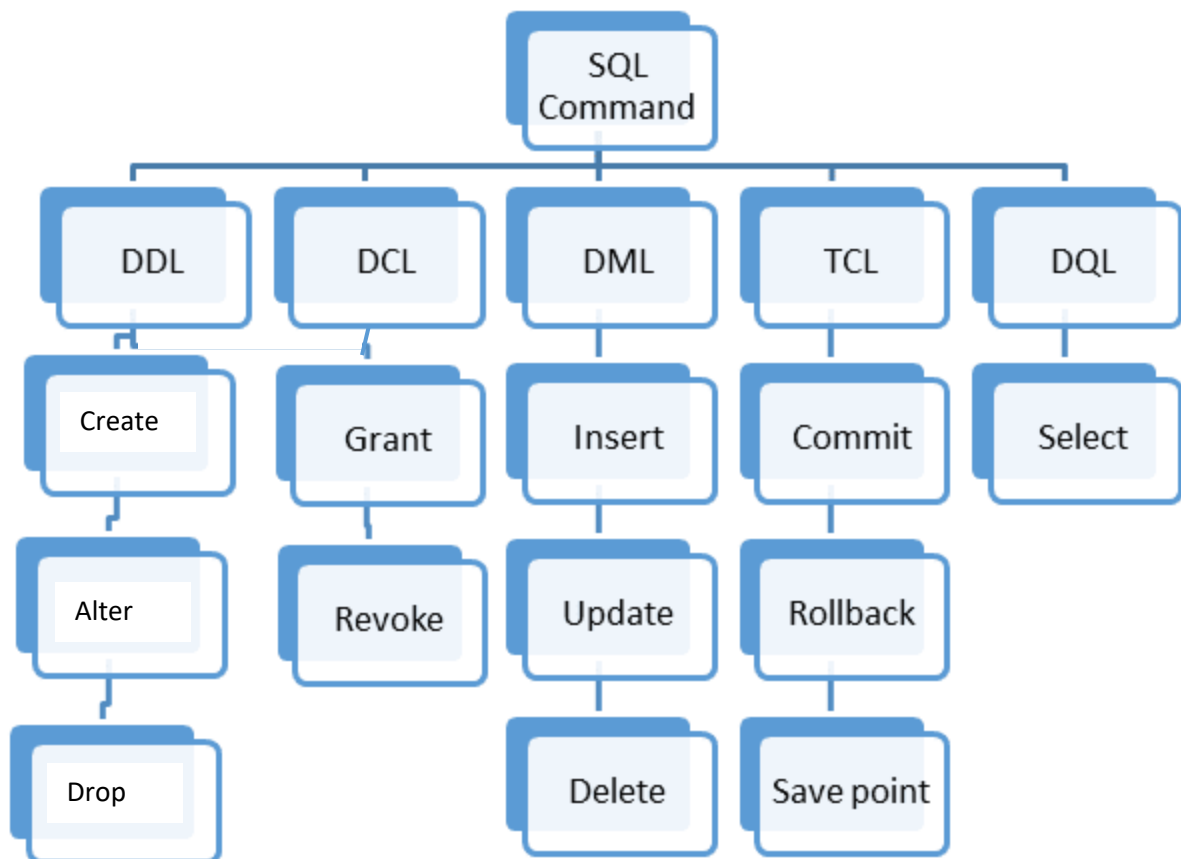 SQL
Command
DDL
DCL
DML
TCL
DQL
Create
Grant
Insert
Commit
Select
Alter
Revoke
Update
Rollback
Drop
Delete
Save point